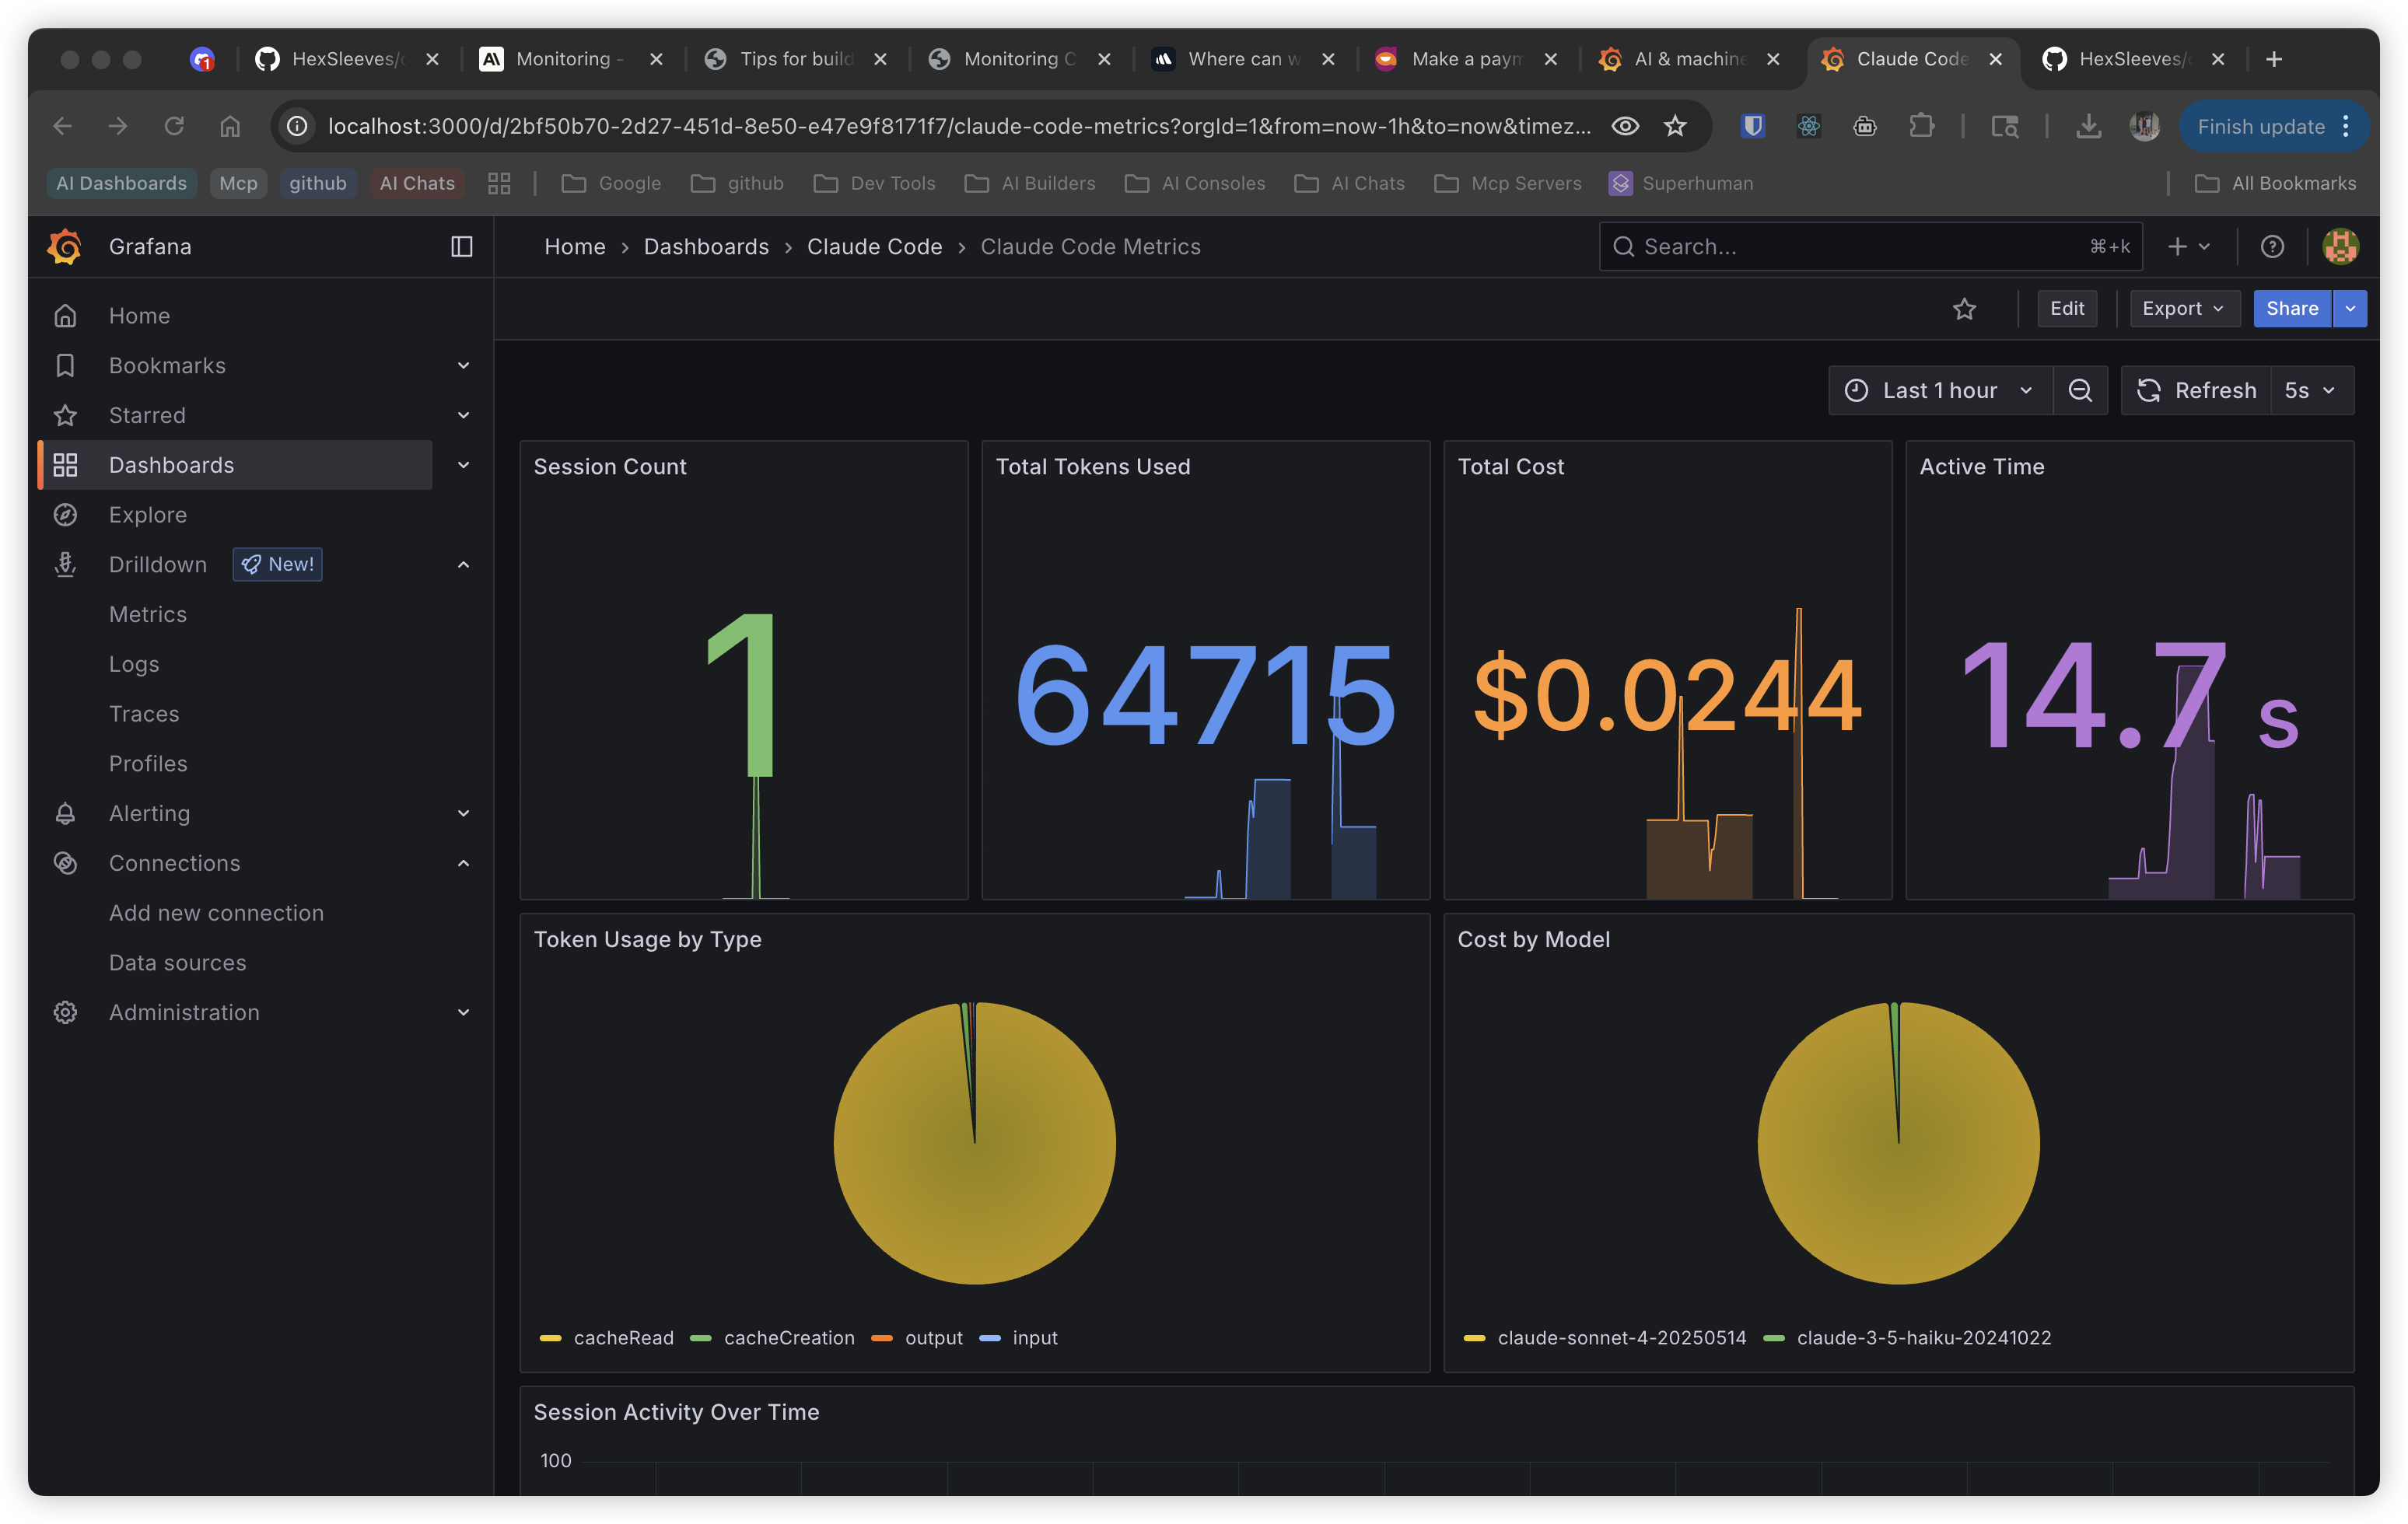 1
HexSleeves/
Monitoring -
Tips for build
Monitoring C
Where can w
Make a paym
AI & machine
Claude Code
HexSleeves/
localhost:3000/d/2bf50b70-2d27-451d-8e50-e47e9f8171f7/claude-code-metrics?orgId=1&from=now-1h&to=now&timez...
Finish update
AI Dashboards
Mcp
github
AI Chats
Google
github
Dev Tools
AI Builders
AI Consoles
AI Chats
Mcp Servers
Superhuman
All Bookmarks
Grafana
Home › Dashboards › Claude Code › Claude Code Metrics
Search...
⌘+k
Edit
Export
Share
Home
Bookmarks
Starred
Dashboards
Explore
Drilldown New!
Metrics
Logs
Traces
Profiles
Alerting
Connections
Add new connection
Data sources
Administration
Last 1 hour
Refresh
5s
Session Count
1
Total Tokens Used
64715
Total Cost
$0.0244
Active Time
14.7 s
Token Usage by Type
cacheRead cacheCreation output input
Cost by Model
claude-sonnet-4-20250514 claude-3-5-haiku-20241022
Session Activity Over Time
100